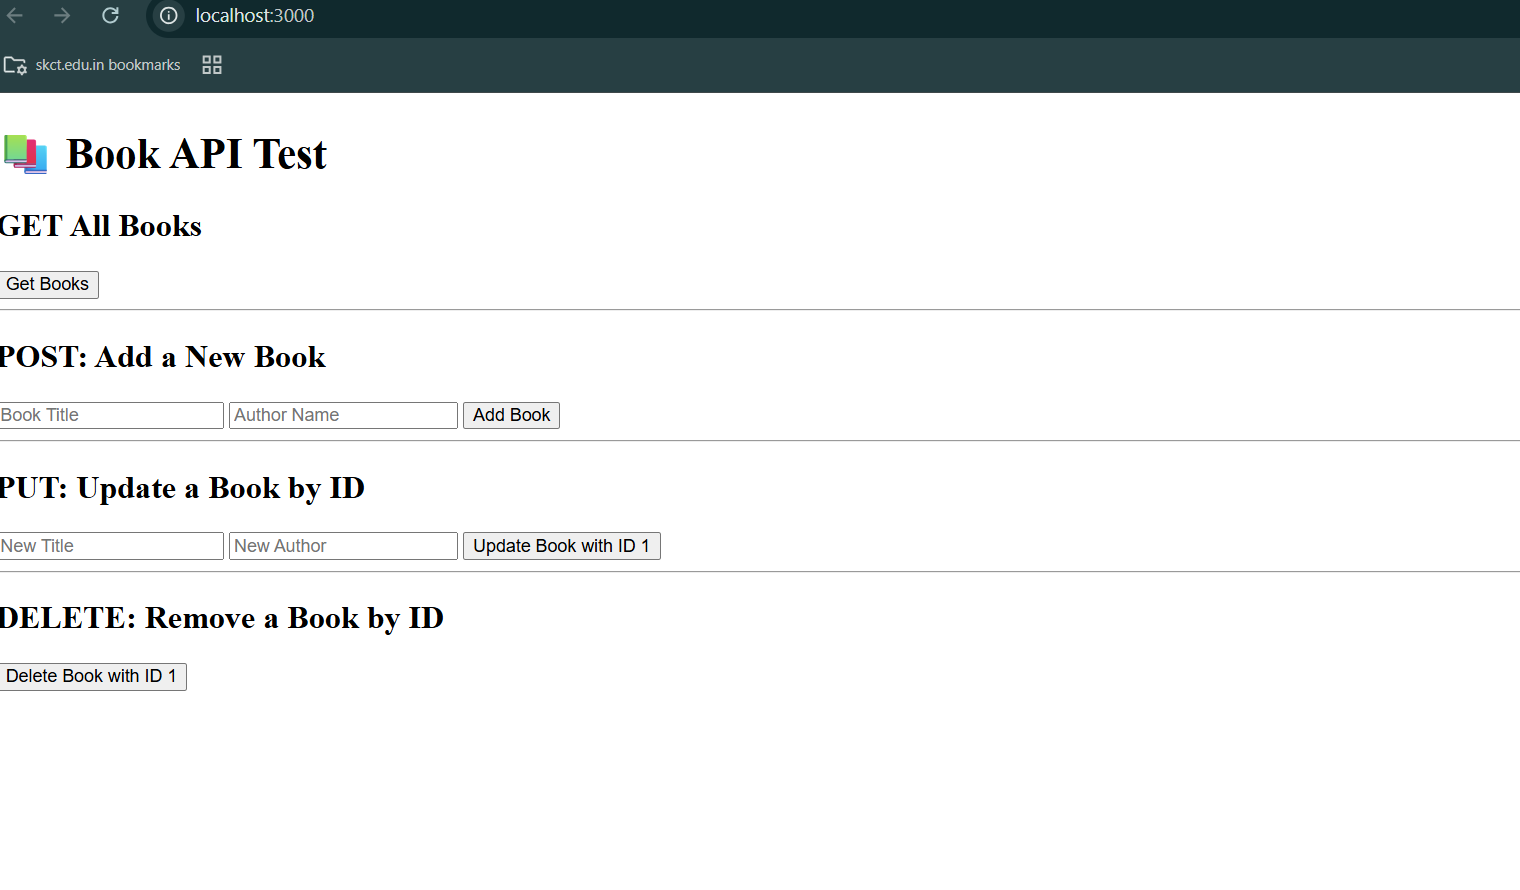 localhost:3000
skct.edu.in bookmarks
📚 Book API Test
GET All Books
Get Books
POST: Add a New Book
Book Title Author Name Add Book
PUT: Update a Book by ID
New Title New Author Update Book with ID 1
DELETE: Remove a Book by ID
Delete Book with ID 1